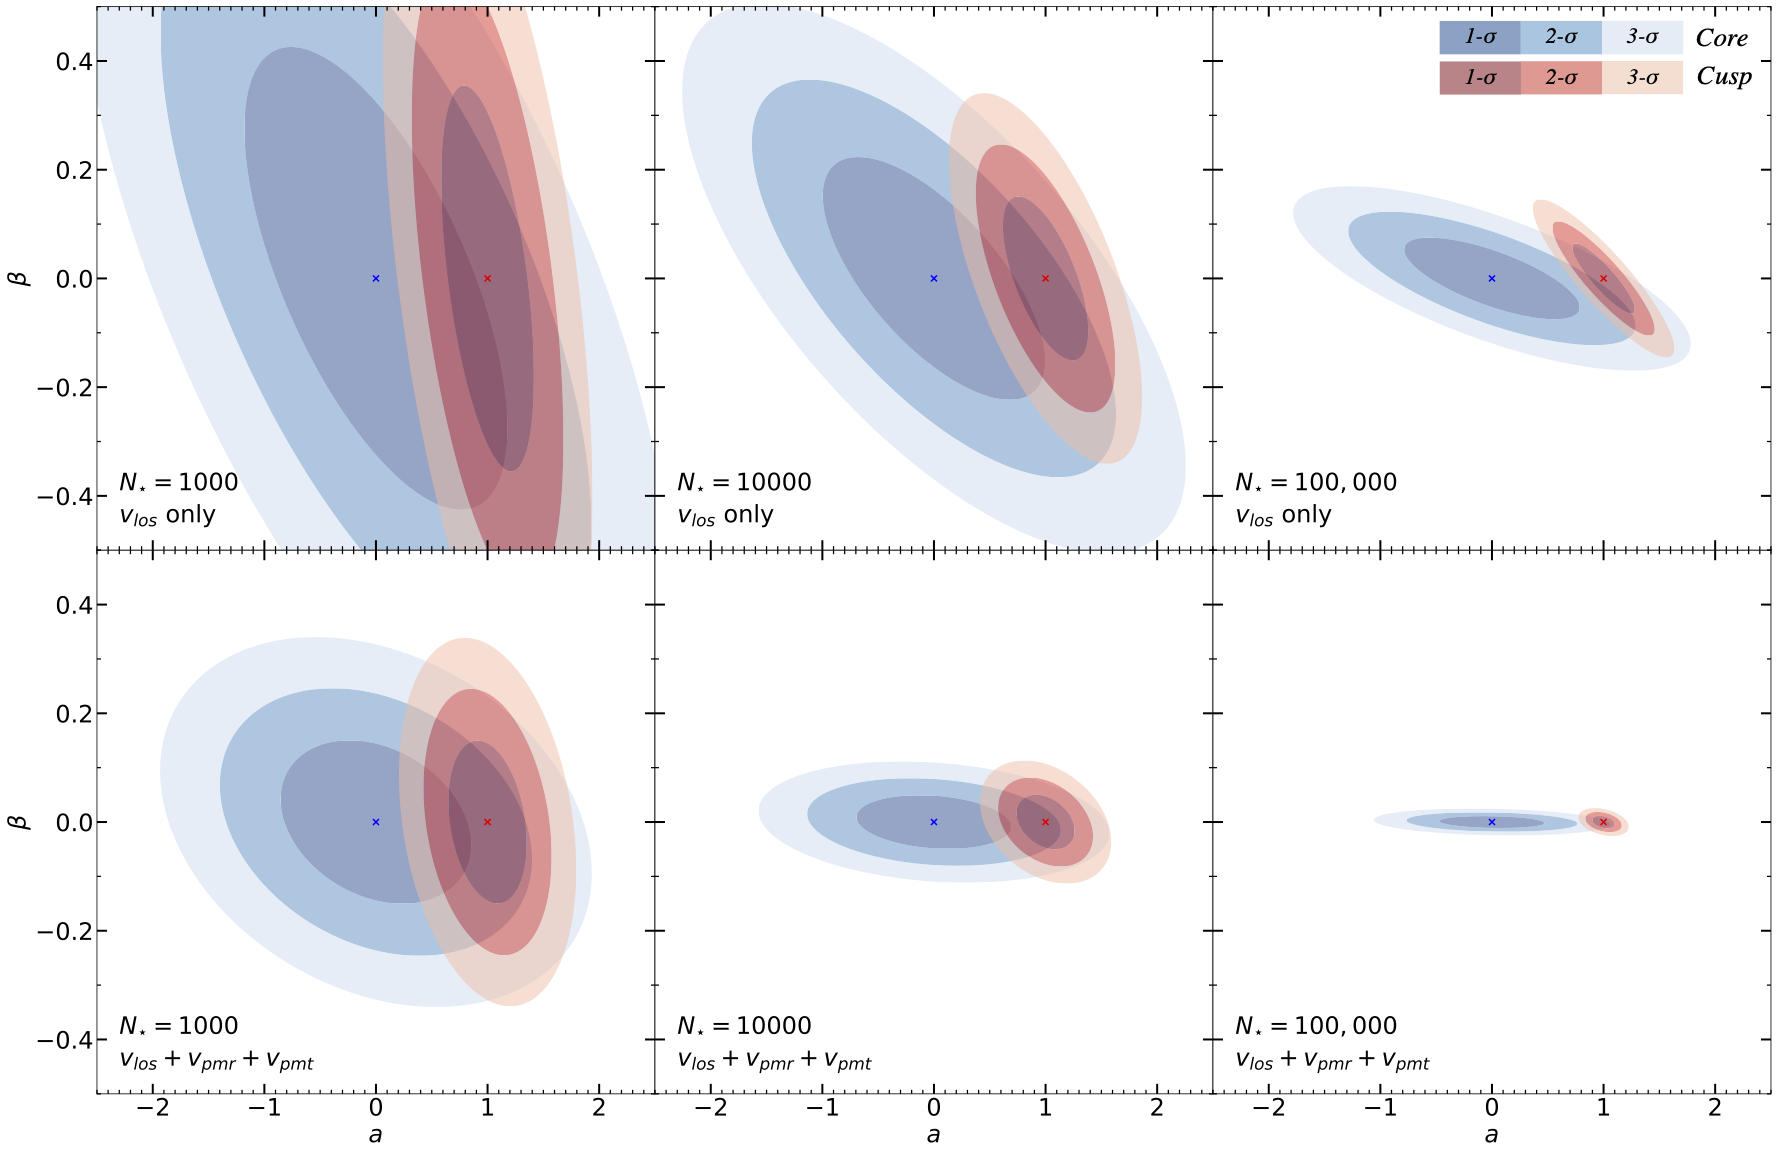 1-σ 2-σ 3-σ Core
1-σ 2-σ 3-σ Cusp
0.4
0.2
0.0
−0.2
−0.4
β
N⋆ = 1000
v_los only
N⋆ = 10000
v_los only
N⋆ = 100,000
v_los only
0.4
0.2
0.0
−0.2
−0.4
β
N⋆ = 1000
v_los + v_pmr + v_pmt
N⋆ = 10000
v_los + v_pmr + v_pmt
N⋆ = 100,000
v_los + v_pmr + v_pmt
−2 −1 0 1 2
−2 −1 0 1 2
−2 −1 0 1 2
a
a
a